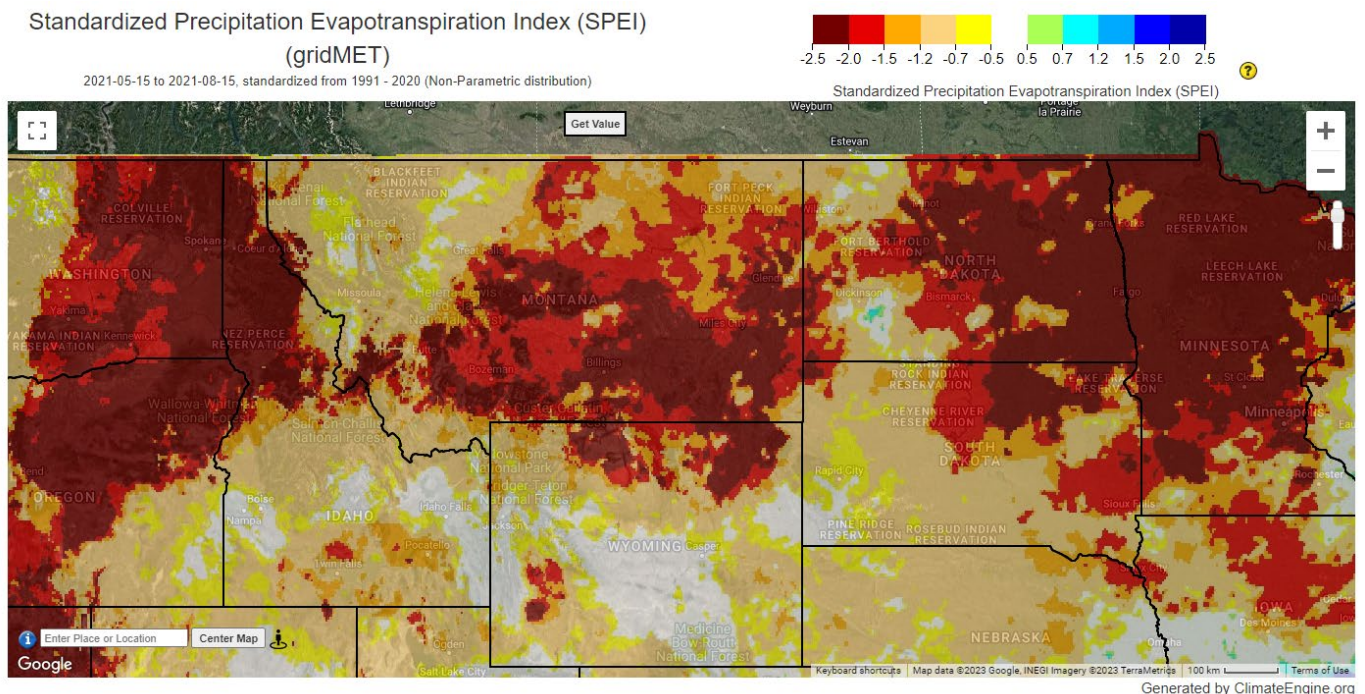 Standardized Precipitation Evapotranspiration Index (SPEI)
(gridMET)
2021-05-15 to 2021-08-15, standardized from 1991 - 2020 (Non-Parametric distribution)
-2.5 -2.0 -1.5 -1.2 -0.7 -0.5 0.5 0.7 1.2 1.5 2.0 2.5
?
Standardized Precipitation Evapotranspiration Index (SPEI)
Lethbridge
Weyburn
Portage
la Prairie
Get Value
Estevan
+
−
BLACKFEET
INDIAN
RESERVATION
FORT PECK
INDIAN
RESERVATION
COLVILLE
RESERVATION
Flathead
National Forest
Williston
Minot
Grand Forks
RED LAKE
RESERVATION
Spokane
Coeur d'Alene
Great Falls
FORT BERTHOLD
RESERVATION
NORTH
DAKOTA
LEECH LAKE
RESERVATION
WASHINGTON
Missoula
Helena-Lewis
and Clark
National Forest
MONTANA
Glendive
Dickinson
Bismarck
Fargo
Duluth
Yakima
YAKAMA INDIAN
RESERVATION
Kennewick
NEZ PERCE
RESERVATION
Miles City
Butte
Bozeman
Billings
MINNESOTA
STANDING
ROCK INDIAN
RESERVATION
LAKE TRAVERSE
RESERVATION
St Cloud
Wallowa-Whitman
National Forest
Salmon-Challis
National Forest
Custer Gallatin
CHEYENNE RIVER
RESERVATION
Minneapolis
Yellowstone
National Park
Bridger-Teton
National Forest
SOUTH
DAKOTA
Bend
OREGON
Rapid City
Rochester
Boise
Nampa
IDAHO
Idaho Falls
Jackson
Sioux Falls
PINE RIDGE
RESERVATION
ROSEBUD INDIAN
RESERVATION
Pocatello
Twin Falls
WYOMING
Casper
IOWA
Des Moines
Medicine
Bow-Routt
National Forest
NEBRASKA
Omaha
i Enter Place or Location Center Map
Ogden
Salt Lake City
Google
Keyboard shortcuts Map data ©2023 Google, INEGI Imagery ©2023 TerraMetrics 100 km Terms of Use
Generated by ClimateEngine.org